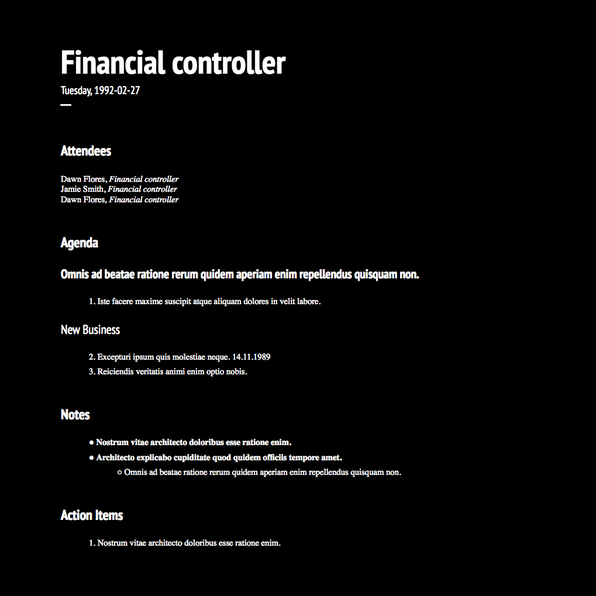 Financial controller
Tuesday, 1992-02-27
Attendees
Dawn Flores, Financial controller
Jamie Smith, Financial controller
Dawn Flores, Financial controller
Agenda
Omnis ad beatae ratione rerum quidem aperiam enim repellendus quisquam non.
1. Iste facere maxime suscipit atque aliquam dolores in velit labore.
New Business
2. Excepturi ipsum quis molestiae neque. 14.11.1989
3. Reiciendis veritatis animi enim optio nobis.
Notes
● Nostrum vitae architecto doloribus esse ratione enim.
● Architecto explicabo cupiditate quod quidem officiis tempore amet.
○ Omnis ad beatae ratione rerum quidem aperiam enim repellendus quisquam non.
Action Items
1. Nostrum vitae architecto doloribus esse ratione enim.